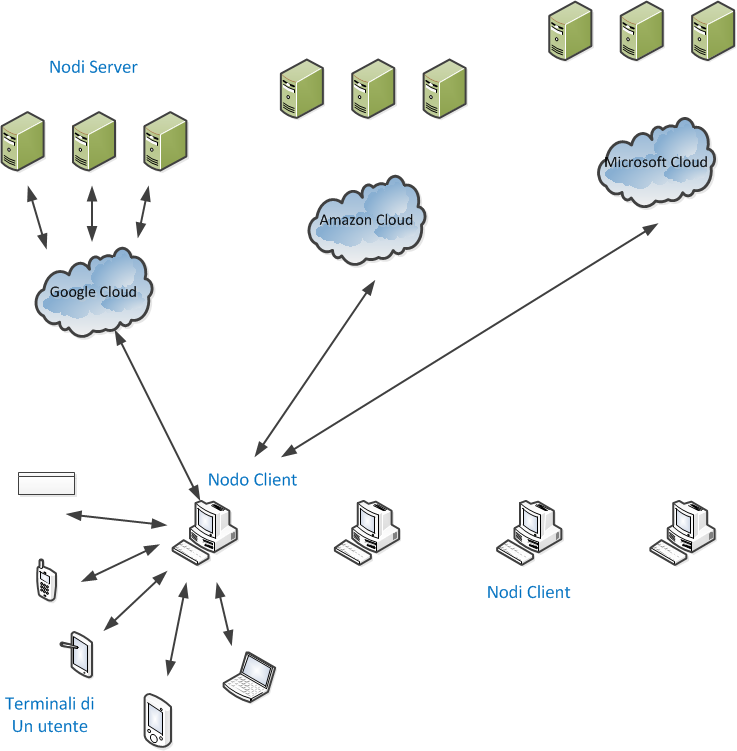 Nodi Server
Microsoft Cloud
Amazon Cloud
Google Cloud
Nodo Client
Nodi Client
Terminali di
Un utente